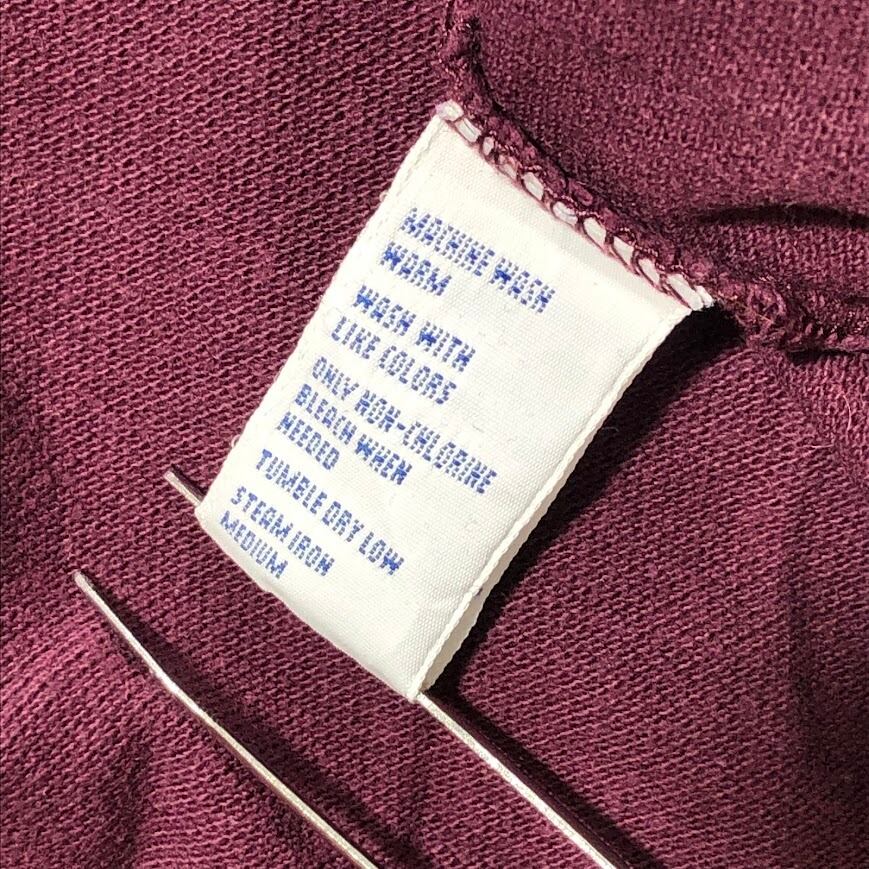 MACHINE WASH
WARM
WASH WITH
LIKE COLORS
ONLY NON-CHLORINE
BLEACH WHEN
NEEDED
TUMBLE DRY LOW
STEAM IRON
MEDIUM